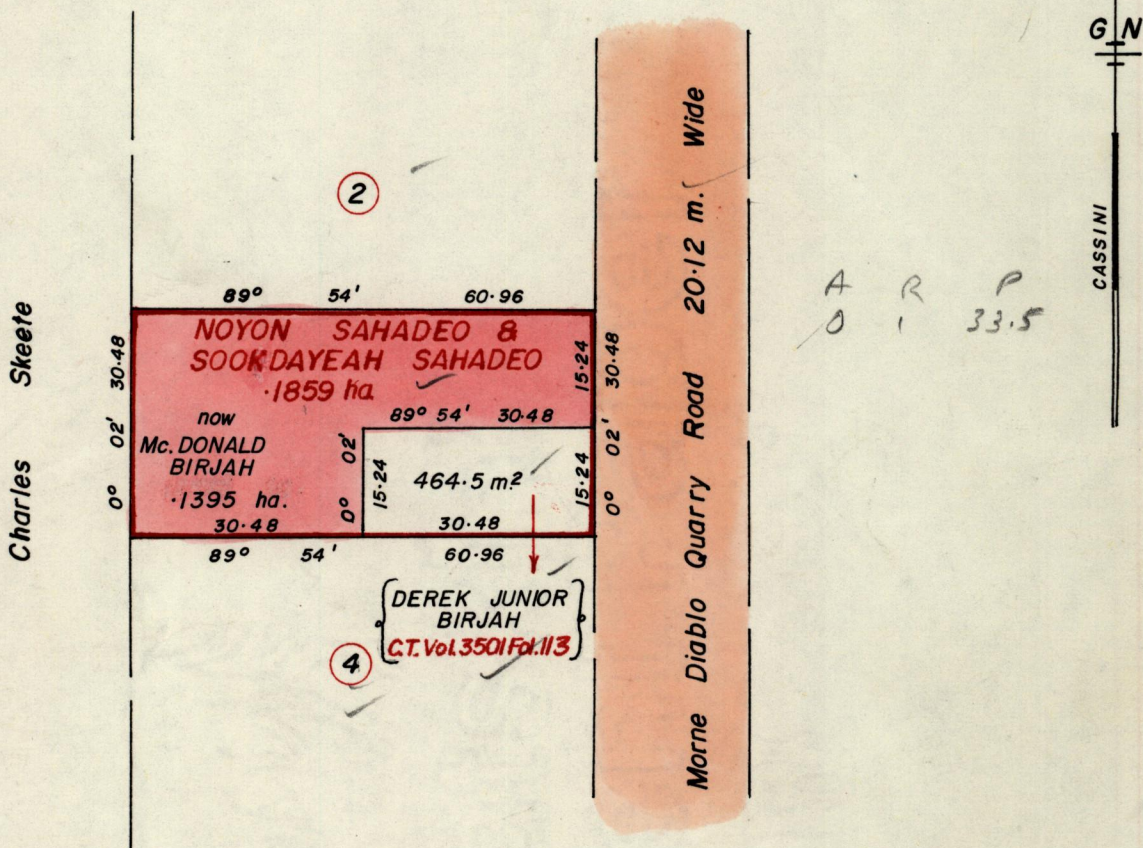 G N
CASSINI
2
Morne Diablo Quarry Road 20·12 m. Wide
A R P
0 1 33.5
89° 54' 60·96
Charles Skeete
0° 02' 30·48
NOYON SAHADEO &
SOOKDAYEAH SAHADEO
·1859 ha
15·24
0° 02' 30·48
now
Mc. DONALD
BIRJAH
·1395 ha.
30·48
89° 54' 30·48
0° 02'
15·24
464·5 m²
15·24
30·48
89° 54' 60·96
DEREK JUNIOR
BIRJAH
C.T. Vol. 3501 Fol. 113
4